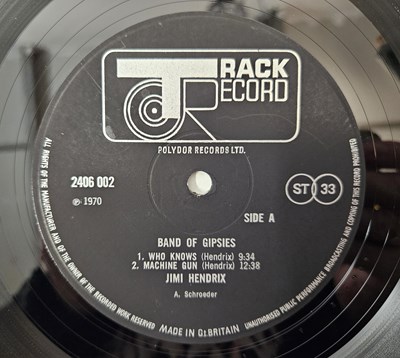 TRACK
RECORD
POLYDOR RECORDS LTD.
2406 002
℗ 1970
ST 33
SIDE A
BAND OF GIPSIES
1. WHO KNOWS (Hendrix) 9:34
2. MACHINE GUN (Hendrix) 12:38
JIMI HENDRIX
A. Schroeder
ALL RIGHTS OF THE MANUFACTURER AND OF THE OWNER OF THE RECORDED WORK RESERVED
UNAUTHORISED PUBLIC PERFORMANCE BROADCASTING AND COPYING OF THIS RECORD PROHIBITED
MADE IN Gt.BRITAIN